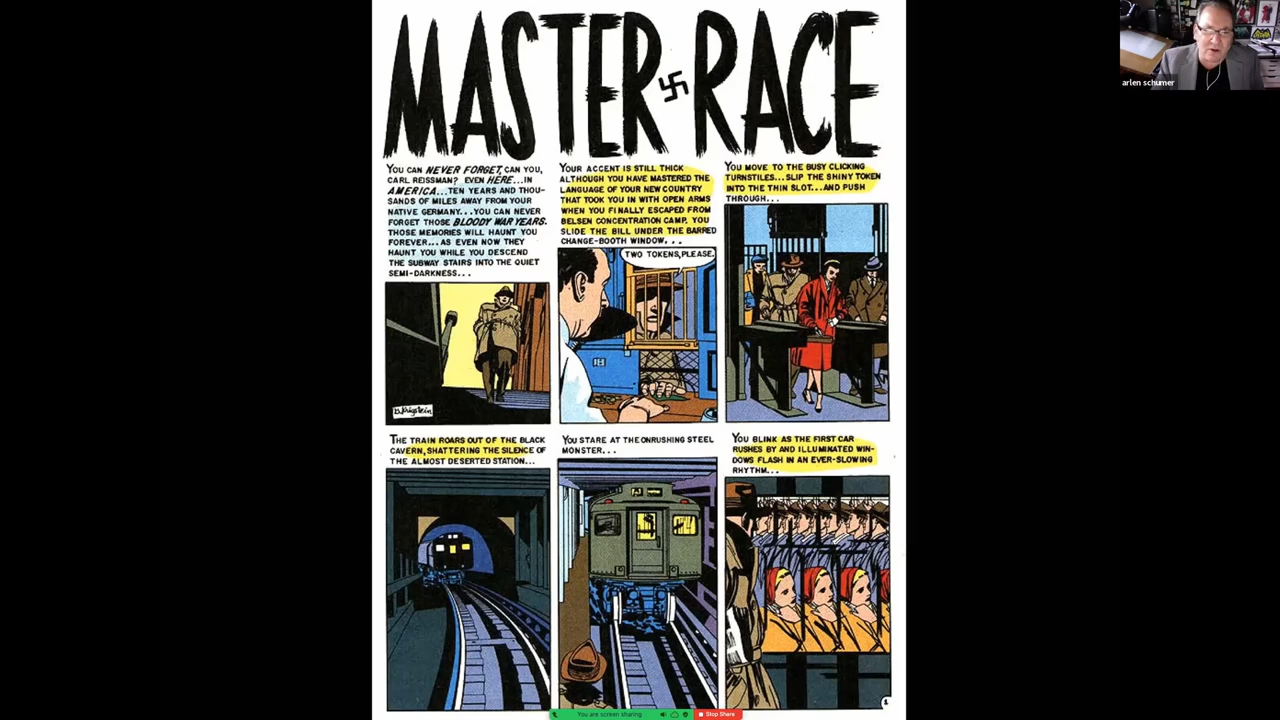 MASTER RACE
YOU CAN NEVER FORGET, CAN YOU,
CARL REISSMAN? EVEN HERE...IN
AMERICA...TEN YEARS AND THOU-
SANDS OF MILES AWAY FROM YOUR
NATIVE GERMANY...YOU CAN NEVER
FORGET THOSE BLOODY WAR YEARS.
THOSE MEMORIES WILL HAUNT YOU
FOREVER...AS EVEN NOW THEY
HAUNT YOU WHILE YOU DESCEND
THE SUBWAY STAIRS INTO THE QUIET
SEMI-DARKNESS...
B. Krigstein
YOUR ACCENT IS STILL THICK
ALTHOUGH YOU HAVE MASTERED THE
LANGUAGE OF YOUR NEW COUNTRY
THAT TOOK YOU IN WITH OPEN ARMS
WHEN YOU FINALLY ESCAPED FROM
BELSEN CONCENTRATION CAMP. YOU
SLIDE THE BILL UNDER THE BARRED
CHANGE-BOOTH WINDOW...
TWO TOKENS, PLEASE.
YOU MOVE TO THE BUSY CLICKING
TURNSTILES...SLIP THE SHINY TOKEN
INTO THE THIN SLOT...AND PUSH
THROUGH...
THE TRAIN ROARS OUT OF THE BLACK
CAVERN, SHATTERING THE SILENCE OF
THE ALMOST DESERTED STATION...
YOU STARE AT THE ONRUSHING STEEL
MONSTER...
YOU BLINK AS THE FIRST CAR
RUSHES BY AND ILLUMINATED WIN-
DOWS FLASH IN AN EVER-SLOWING
RHYTHM...
1
arlen schumer
You are screen sharing
Stop Share